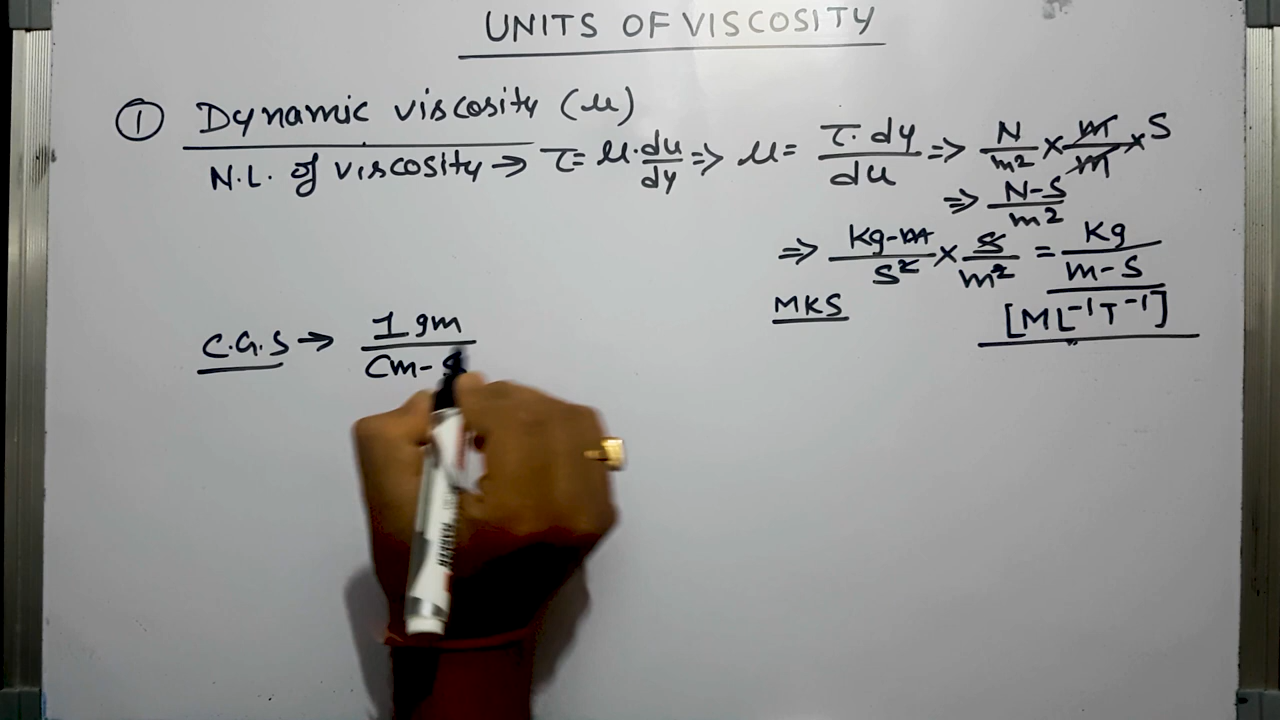 UNITS OF VISCOSITY
① Dynamic viscosity (μ)
N.L. of viscosity → τ = μ. du/dy ⇒ μ = τ. dy/du ⇒ N/m² × m/m × S
⇒ N-S/m²
⇒ Kg-m/S² × S/m² = Kg/m-S
MKS [ML⁻¹T⁻¹]
C.G.S → 1 gm/Cm-S